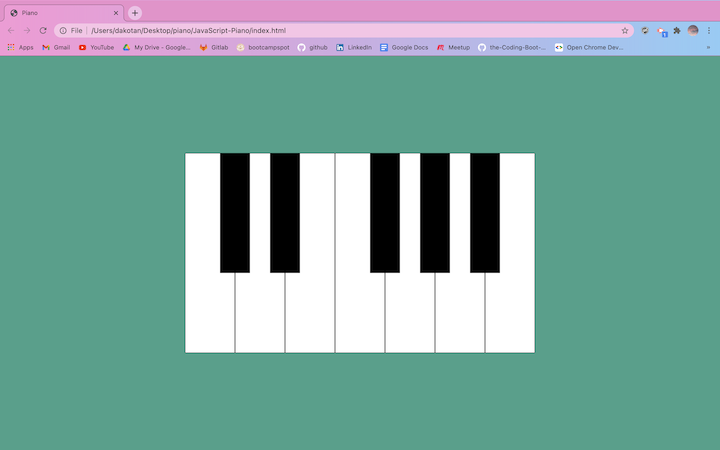 Piano
File | /Users/dakotan/Desktop/piano/JavaScript-Piano/index.html
Apps Gmail YouTube My Drive - Google... Gitlab bootcampspot github LinkedIn Google Docs Meetup the-Coding-Boot-... Open Chrome Dev... »